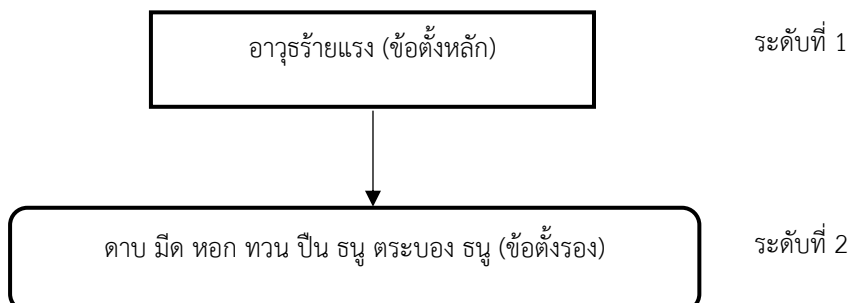 อาวุธร้ายแรง (ข้อตั้งหลัก)
ระดับที่ 1
ดาบ มีด หอก ทวน ปืน ธนู ตระบอง ธนู (ข้อตั้งรอง)
ระดับที่ 2